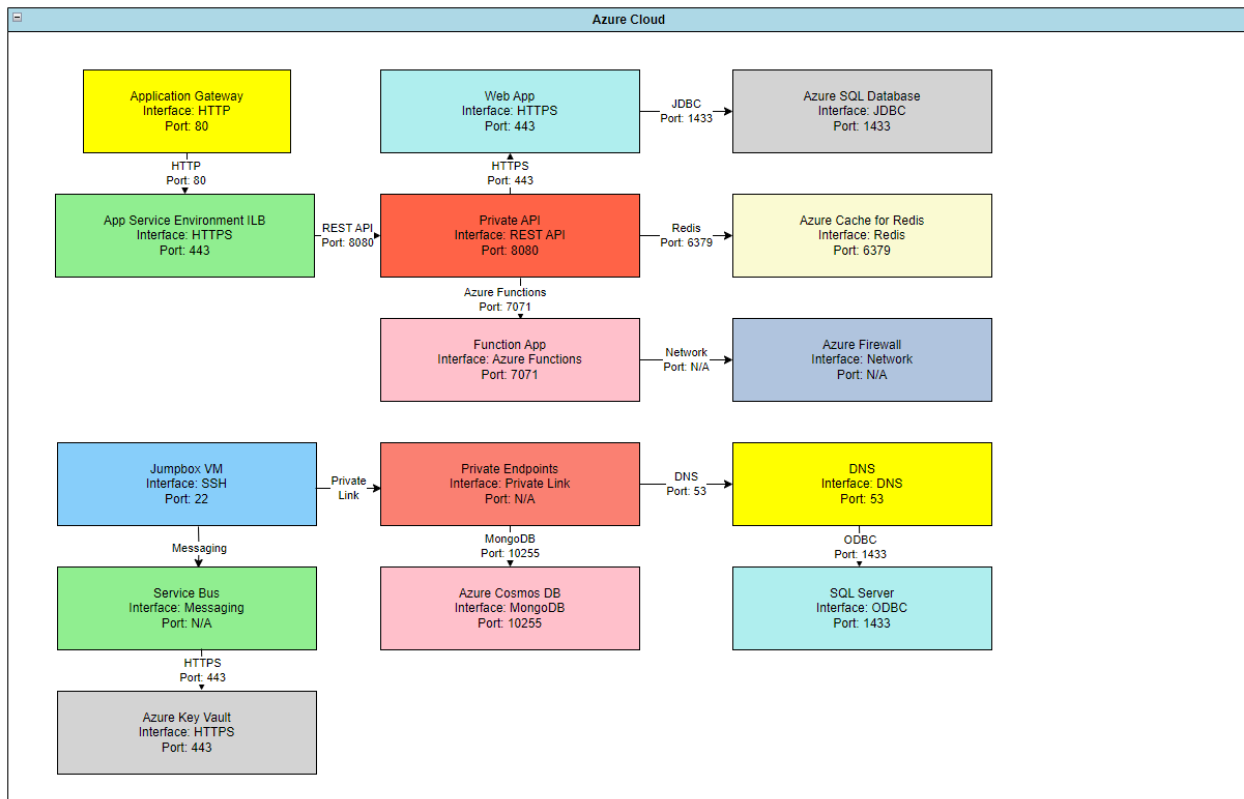 Azure Cloud
Application Gateway
Interface: HTTP
Port: 80
Web App
Interface: HTTPS
Port: 443
JDBC
Port: 1433
Azure SQL Database
Interface: JDBC
Port: 1433
HTTP
Port: 80
HTTPS
Port: 443
App Service Environment ILB
Interface: HTTPS
Port: 443
REST API
Port: 8080
Private API
Interface: REST API
Port: 8080
Redis
Port: 6379
Azure Cache for Redis
Interface: Redis
Port: 6379
Azure Functions
Port: 7071
Function App
Interface: Azure Functions
Port: 7071
Network
Port: N/A
Azure Firewall
Interface: Network
Port: N/A
Jumpbox VM
Interface: SSH
Port: 22
Private
Link
Private Endpoints
Interface: Private Link
Port: N/A
DNS
Port: 53
DNS
Interface: DNS
Port: 53
Messaging
MongoDB
Port: 10255
ODBC
Port: 1433
Service Bus
Interface: Messaging
Port: N/A
Azure Cosmos DB
Interface: MongoDB
Port: 10255
SQL Server
Interface: ODBC
Port: 1433
HTTPS
Port: 443
Azure Key Vault
Interface: HTTPS
Port: 443